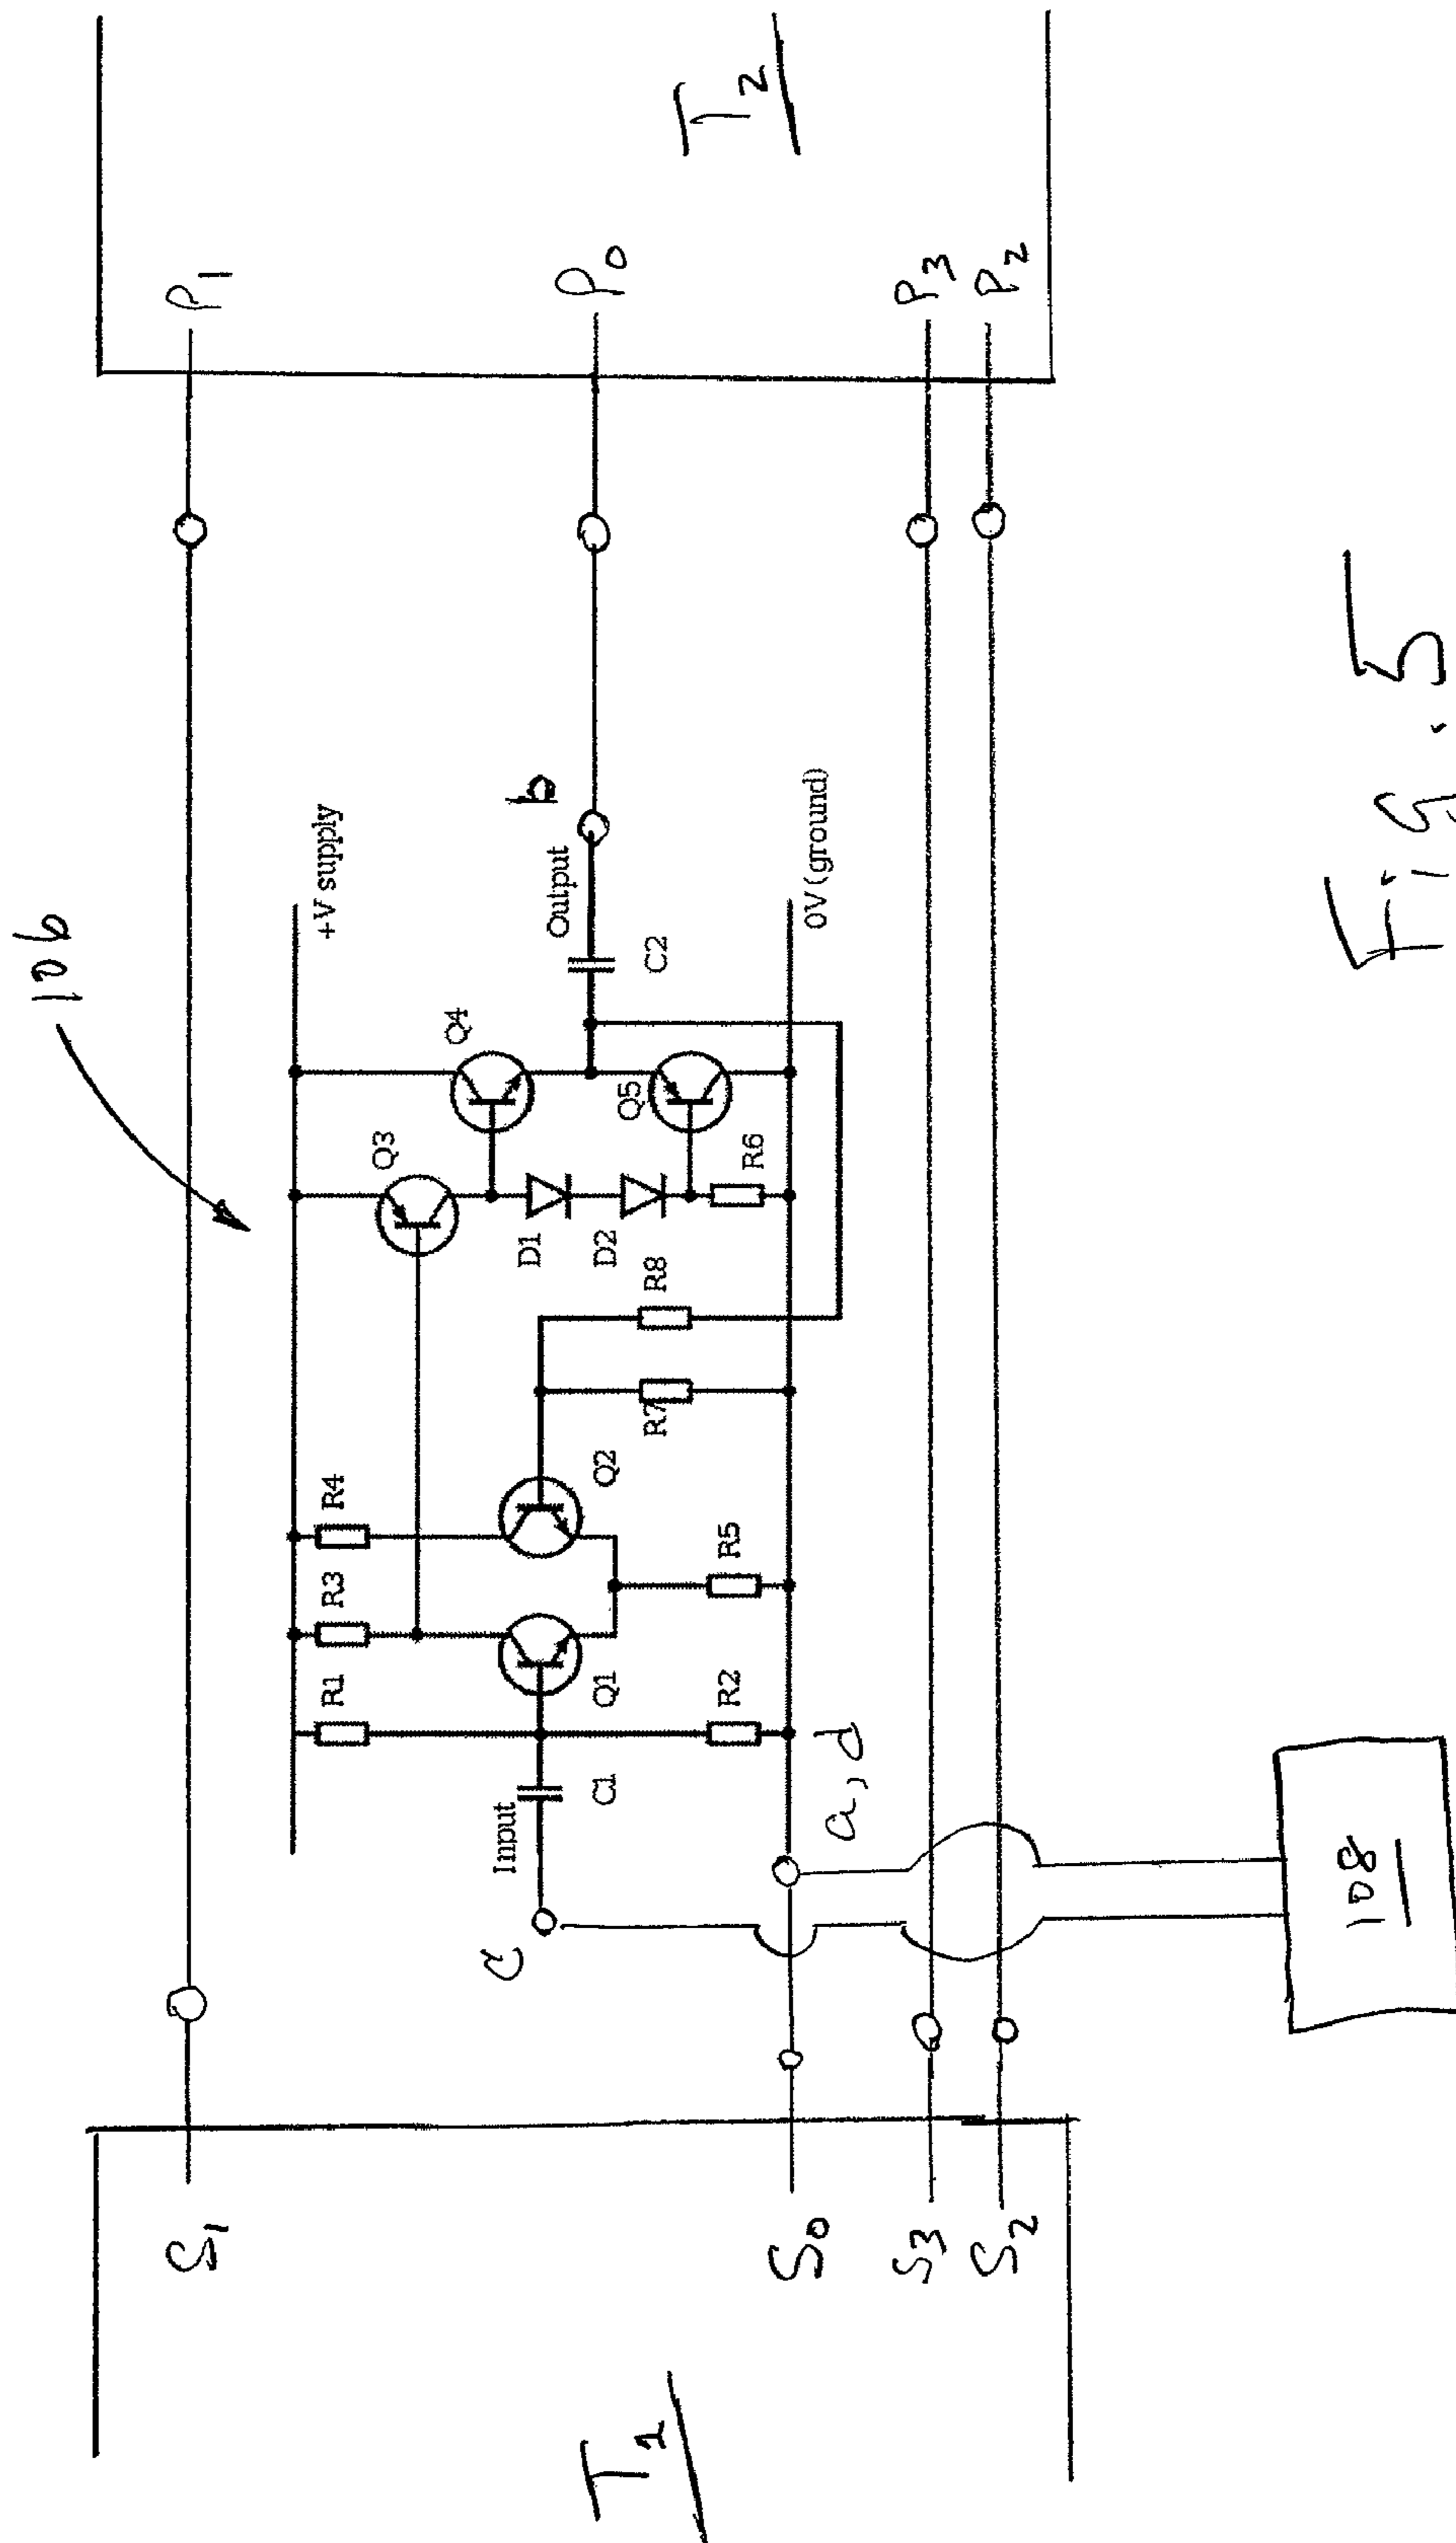 106
S1
P1
+V supply
R1
R3
R4
Q3
Q4
Input
C1
c
Q1
Q2
R7
R8
D1
D2
Q5
Output
b
C2
R2
R5
R6
0V (ground)
a, d
T1
T2
S0
P0
S3
P3
S2
P2
108
Fig. 5